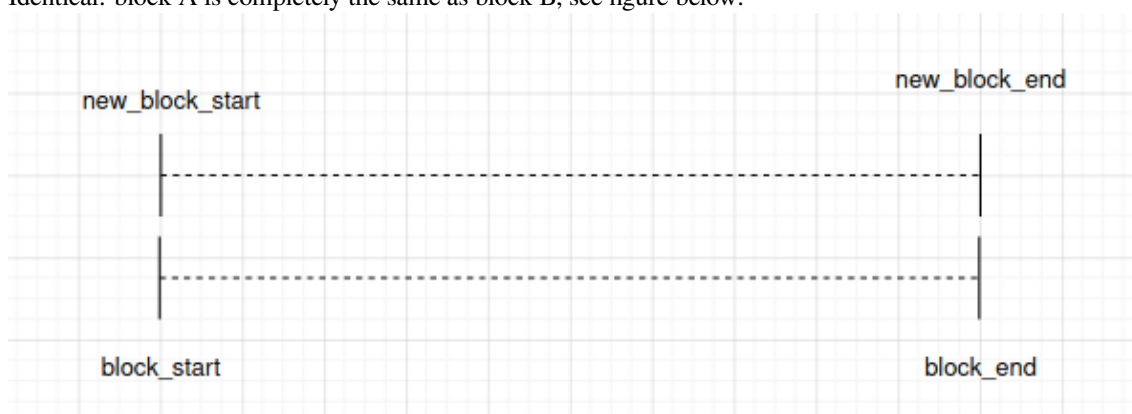 Identical: block A is completely the same as block B, see figure below:
new_block_end
new_block_start
block_start
block_end